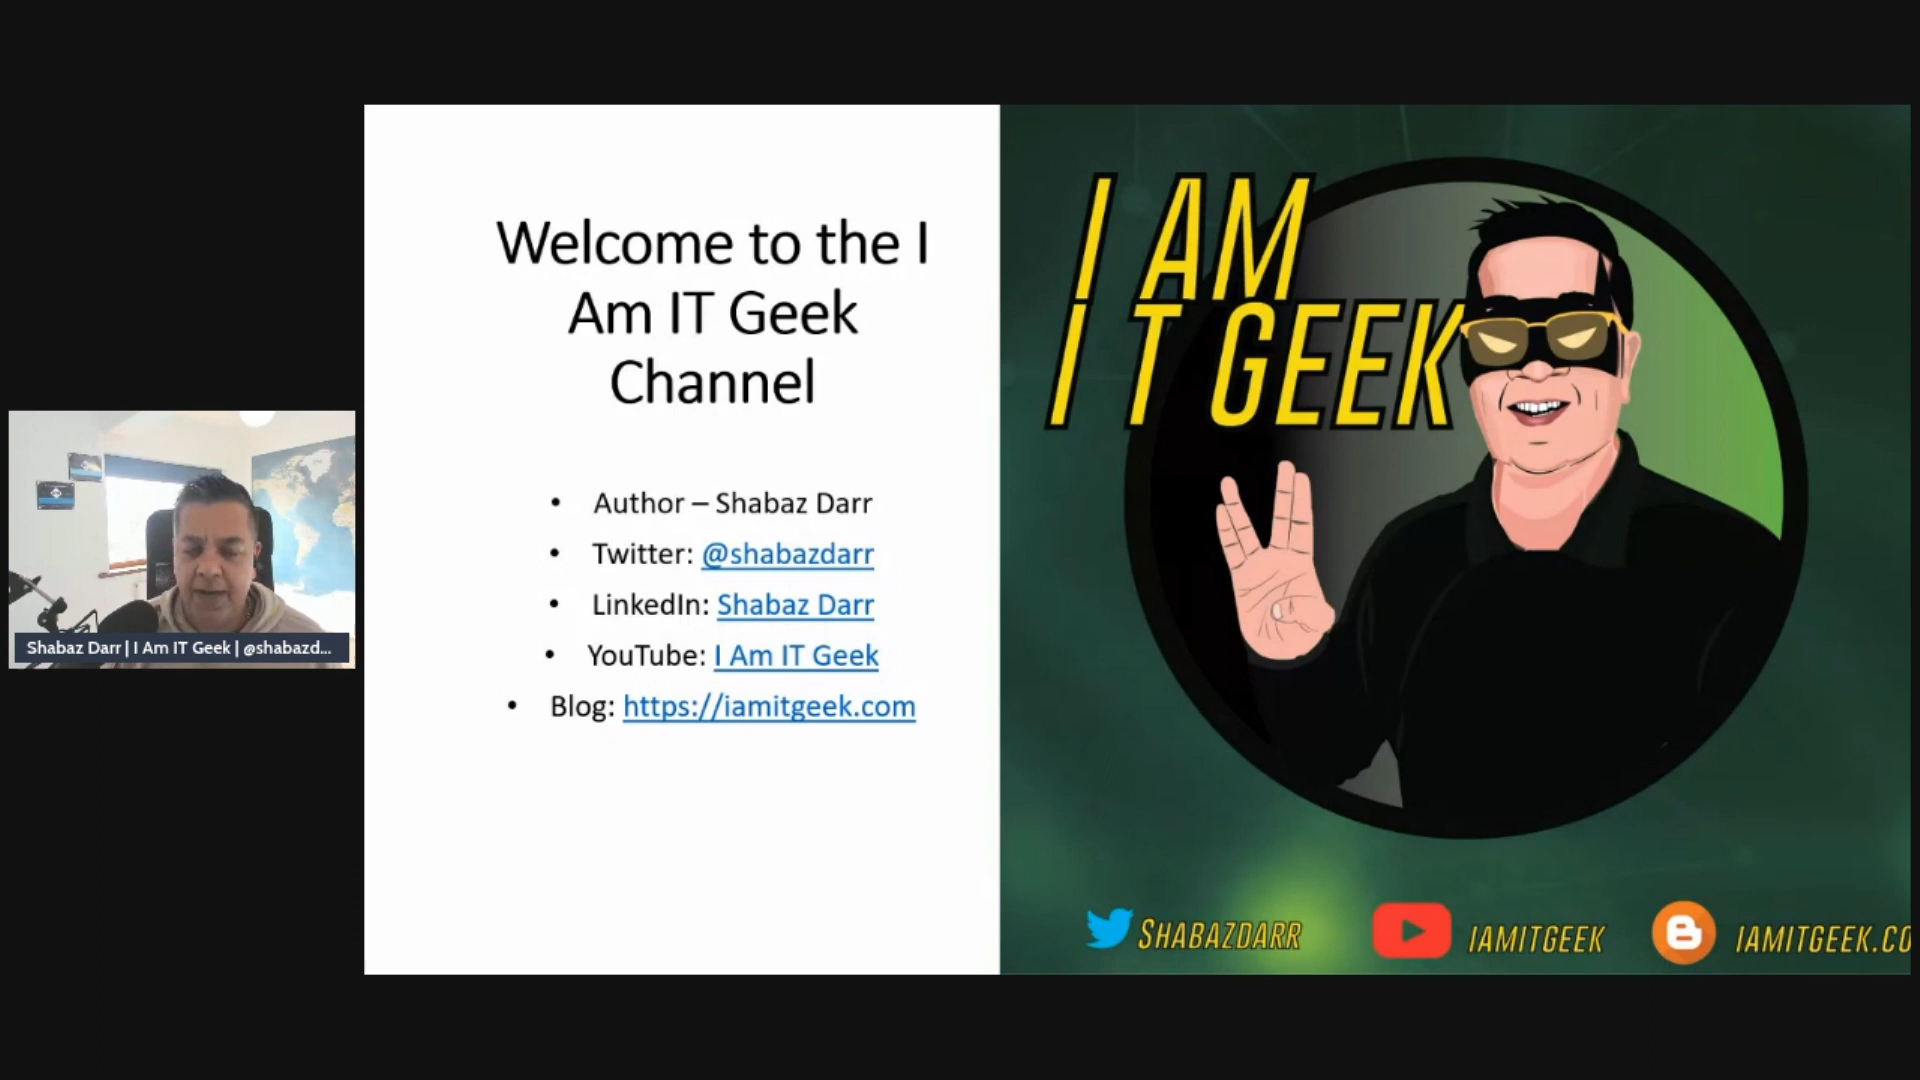 Welcome to the I
Am IT Geek
Channel
• Author – Shabaz Darr
• Twitter: @shabazdarr
• LinkedIn: Shabaz Darr
• YouTube: I Am IT Geek
• Blog: https://iamitgeek.com
Shabaz Darr | I Am IT Geek | @shabazd...
I AM
I T GEEK
SHABAZDARR
IAMITGEEK
IAMITGEEK.CO